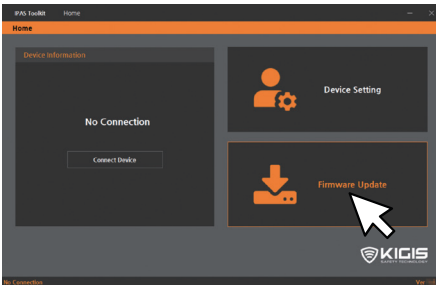 iPAS Toolkit Home
Home
Device Information
No Connection
Connect Device
Device Setting
Firmware Update
KIGIS
SAFETY TECHNOLOGY
No Connection
Ver